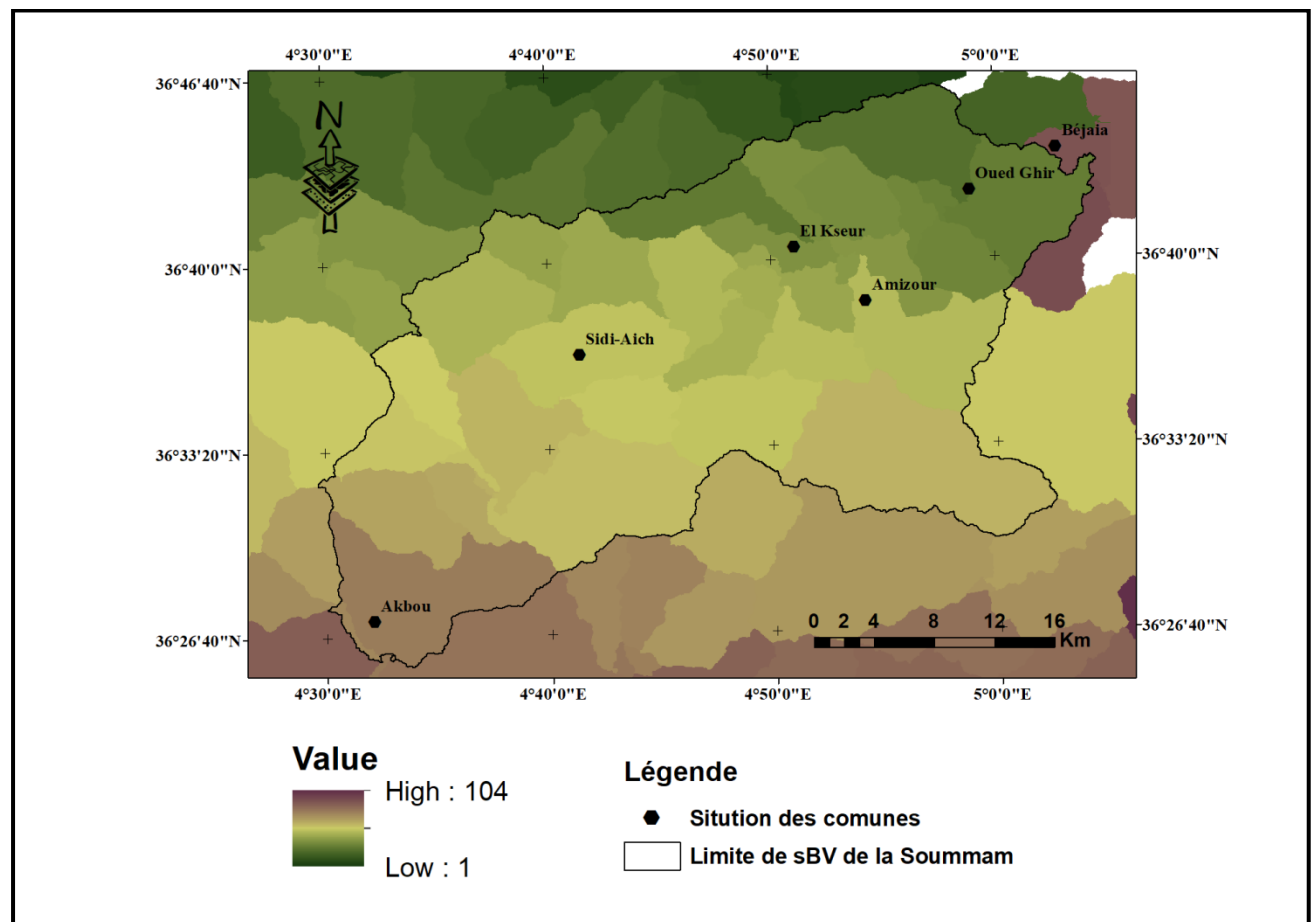 4°30'0"E 4°40'0"E 4°50'0"E 5°0'0"E
36°46'40"N
N
Béjaia
Oued Ghir
El Kseur
36°40'0"N 36°40'0"N
Amizour
Sidi-Aich
36°33'20"N 36°33'20"N
Akbou
0 2 4 8 12 16
Km
36°26'40"N 36°26'40"N
4°30'0"E 4°40'0"E 4°50'0"E 5°0'0"E
Value
High : 104
Low : 1
Légende
Sitution des comunes
Limite de sBV de la Soummam